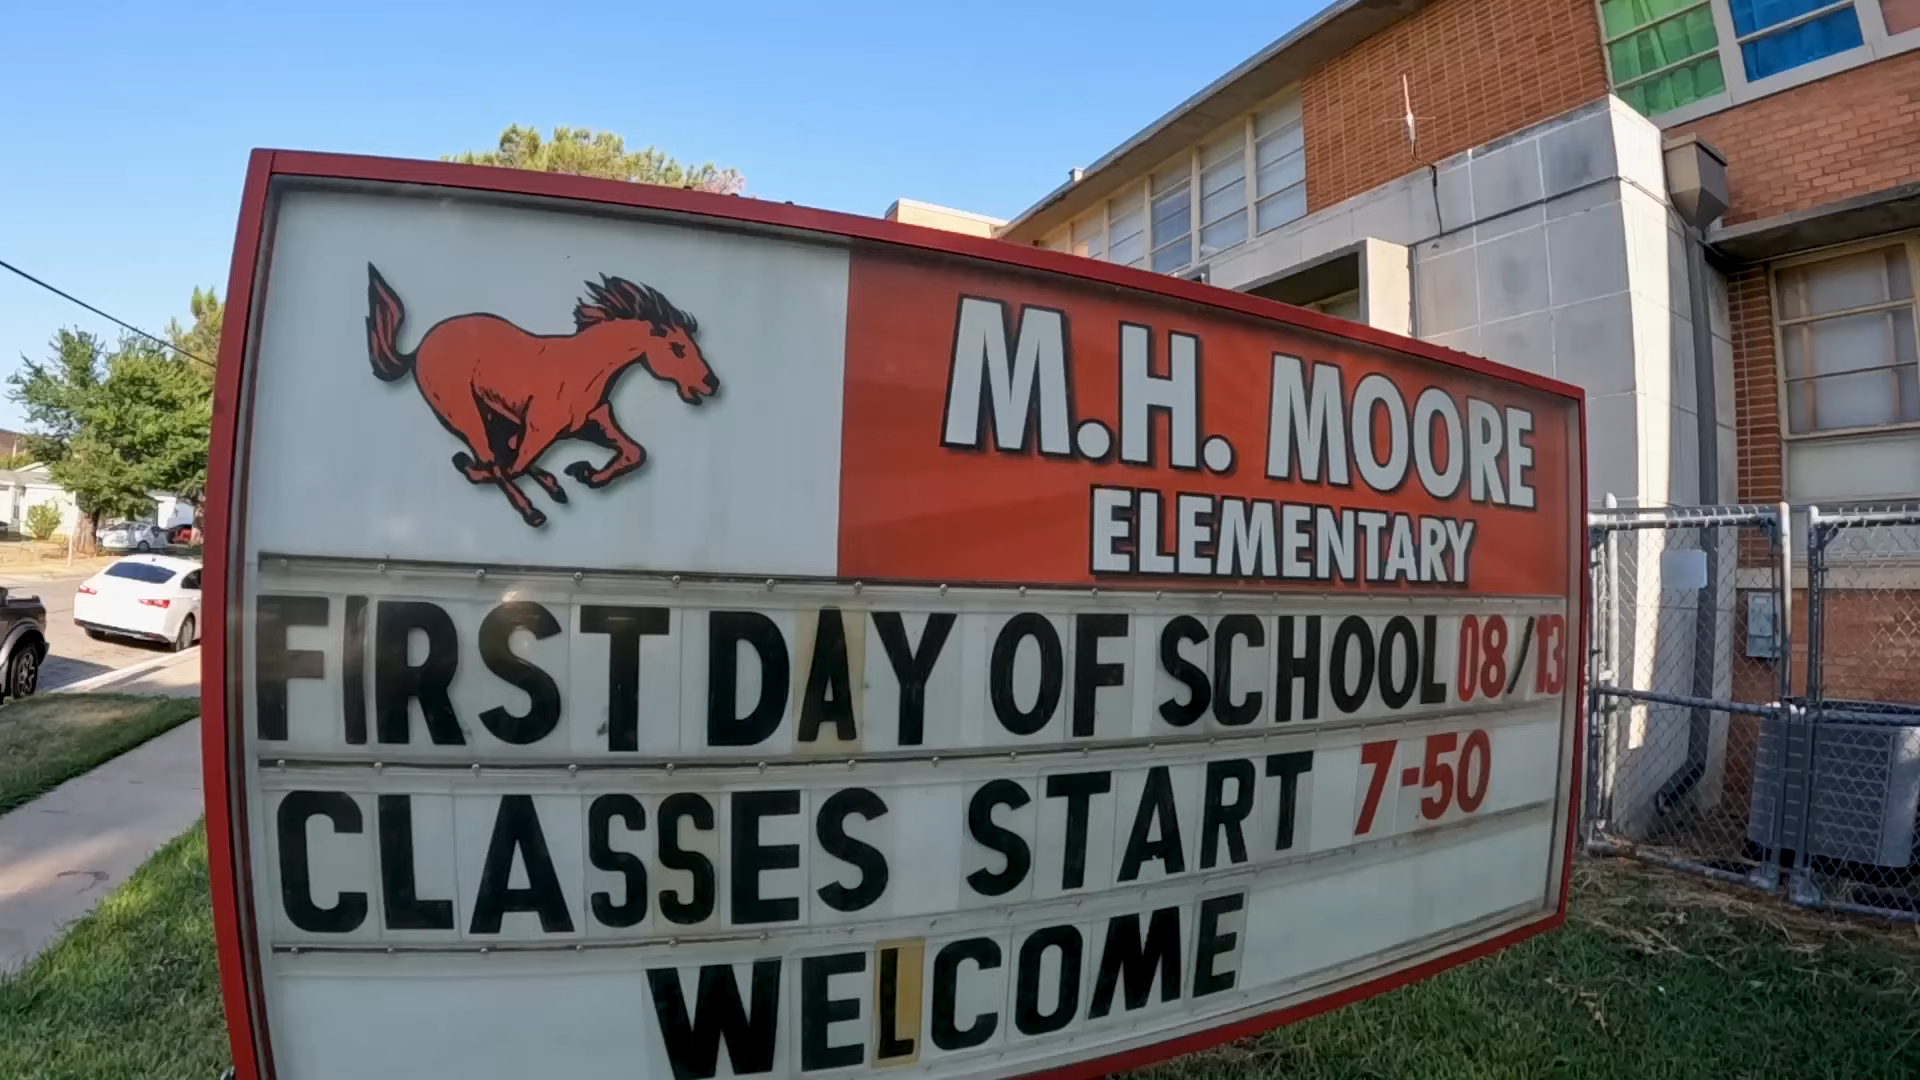 M.H. MOORE
ELEMENTARY
FIRST DAY OF SCHOOL 08/13
CLASSES START 7-50
WELCOME